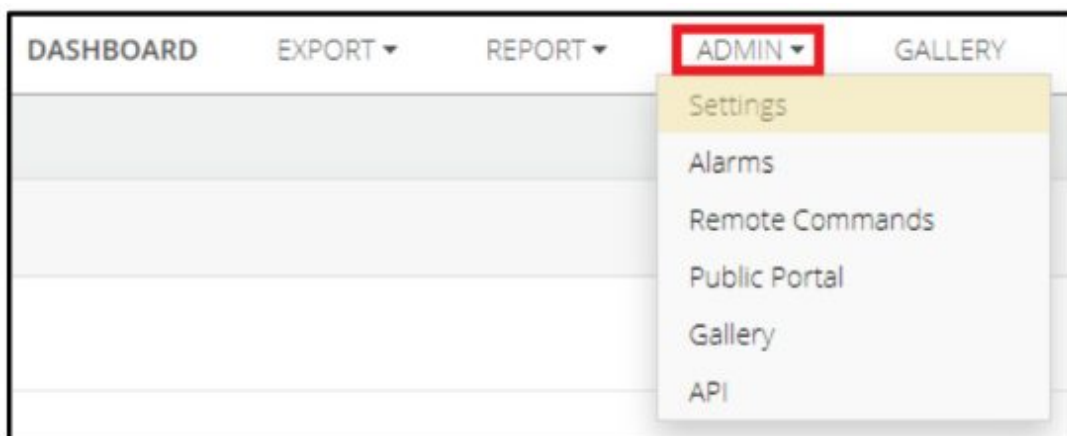 DASHBOARD EXPORT REPORT ADMIN GALLERY
Settings
Alarms
Remote Commands
Public Portal
Gallery
API